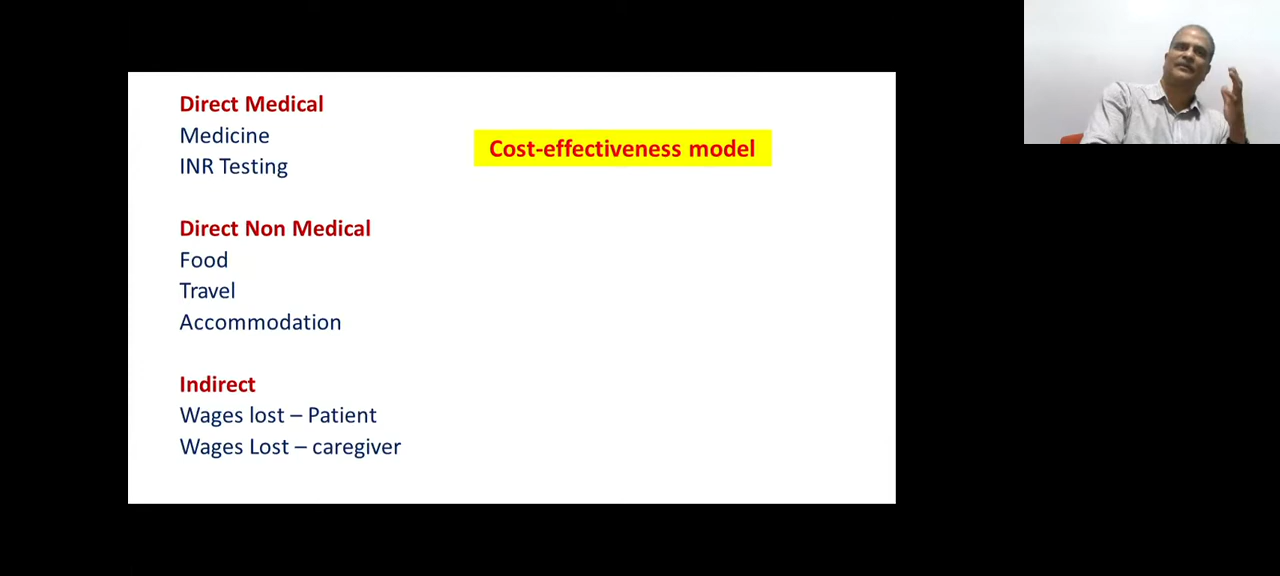 Direct Medical
Medicine
INR Testing
Cost-effectiveness model
Direct Non Medical
Food
Travel
Accommodation
Indirect
Wages lost – Patient
Wages Lost – caregiver